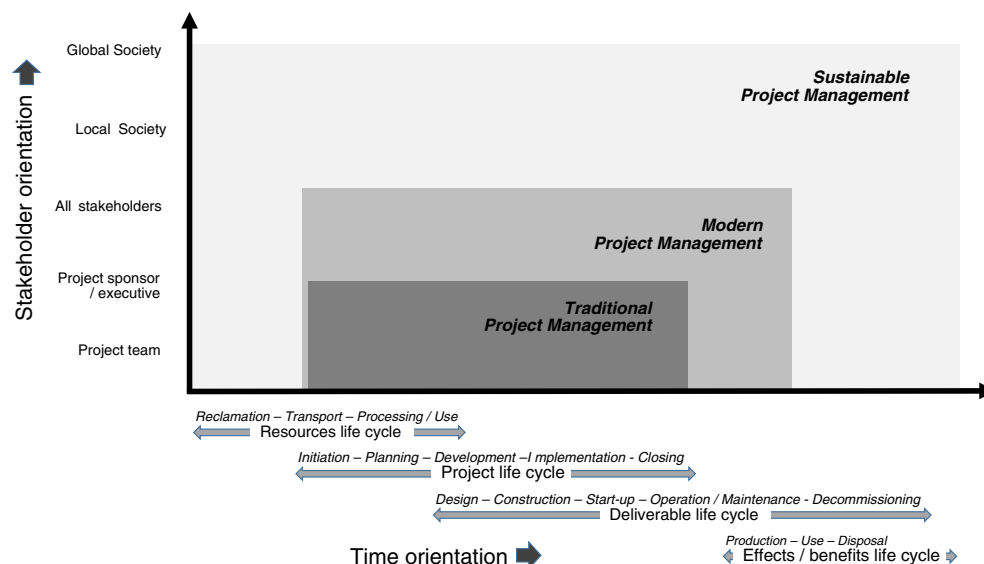 Global Society
Sustainable
Project Management
Local Society
Stakeholder orientation
All stakeholders
Modern
Project Management
Project sponsor
/ executive
Traditional
Project Management
Project team
Reclamation – Transport – Processing / Use
Resources life cycle
Initiation – Planning – Development –I mplementation - Closing
Project life cycle
Design – Construction – Start-up – Operation / Maintenance - Decommissioning
Deliverable life cycle
Production – Use – Disposal
Time orientation
Effects / benefits life cycle